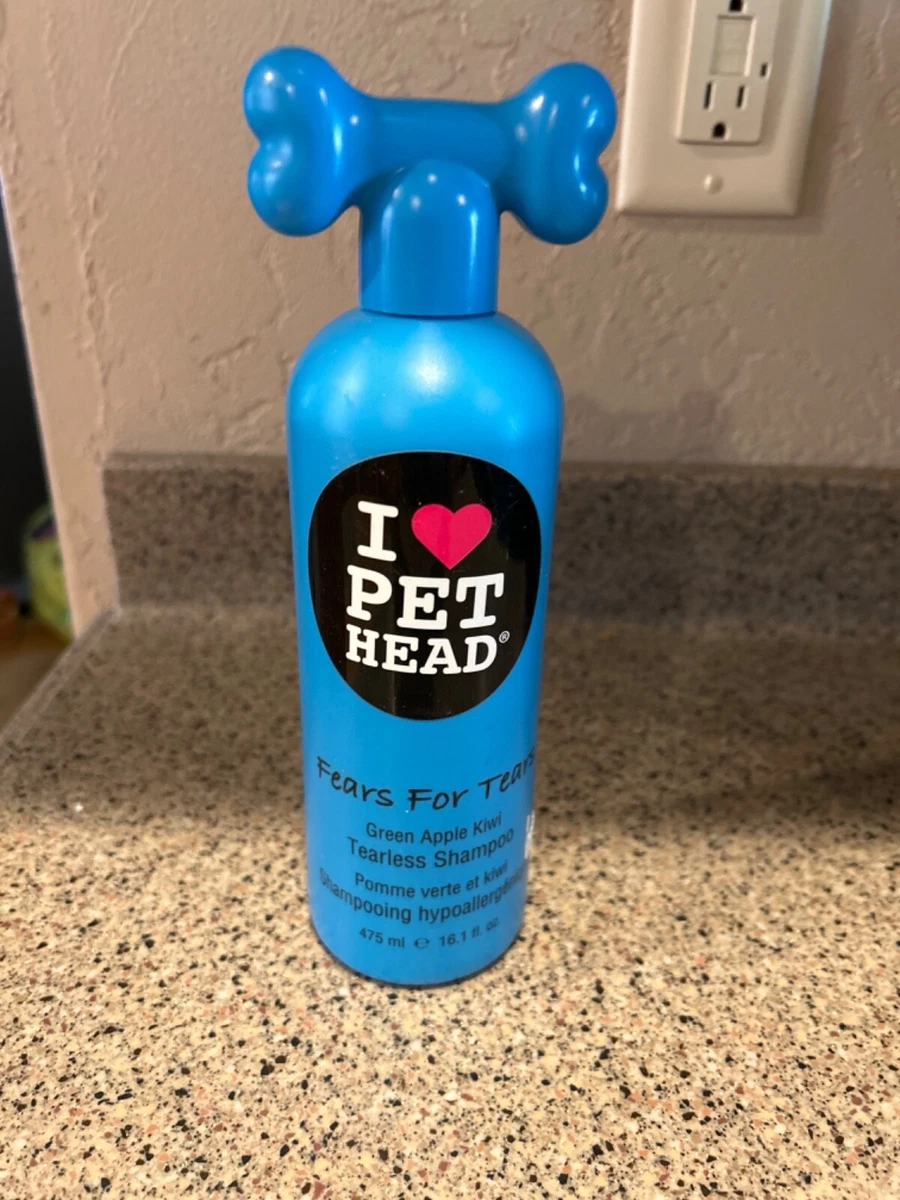 I ❤
PET
HEAD®
Fears For Tears
Green Apple Kiwi
Tearless Shampoo
Pomme verte et kiwi
Shampooing
475 ml ℮ 16.1 fl. oz.